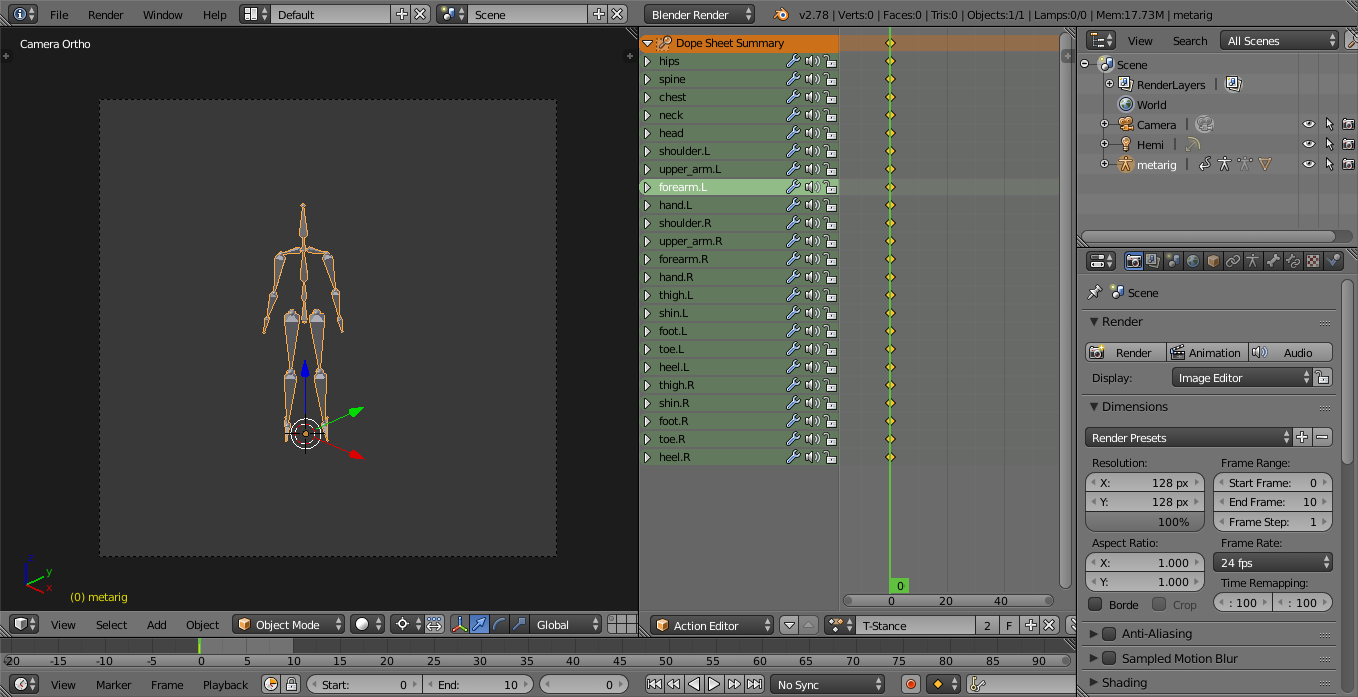 File Render Window Help Default Scene Blender Render v2.78 | Verts:0 | Faces:0 | Tris:0 | Objects:1/1 | Lamps:0/0 | Mem:17.73M | metarig
Camera Ortho
(0) metarig
z
y
x
View Select Add Object Object Mode Global
Dope Sheet Summary
hips
spine
chest
neck
head
shoulder.L
upper_arm.L
forearm.L
hand.L
shoulder.R
upper_arm.R
forearm.R
hand.R
thigh.L
shin.L
foot.L
toe.L
heel.L
thigh.R
shin.R
foot.R
toe.R
heel.R
0
0 20 40
Action Editor T-Stance 2 F
View Search All Scenes
Scene
RenderLayers |
World
Camera |
Hemi |
metarig |
Scene
Render
Render Animation Audio
Display: Image Editor
Dimensions
Render Presets
Resolution: Frame Range:
X: 128 px Start Frame: 0
Y: 128 px End Frame: 10
100% Frame Step: 1
Aspect Ratio: Frame Rate:
X: 1.000 24 fps
Y: 1.000 Time Remapping:
Borde Crop : 100 : 100
Anti-Aliasing
Sampled Motion Blur
Shading
-20 -15 -10 -5 0 5 10 15 20 25 30 35 40 45 50 55 60 65 70 75 80 85 90
View Marker Frame Playback Start: 0 End: 10 0 No Sync